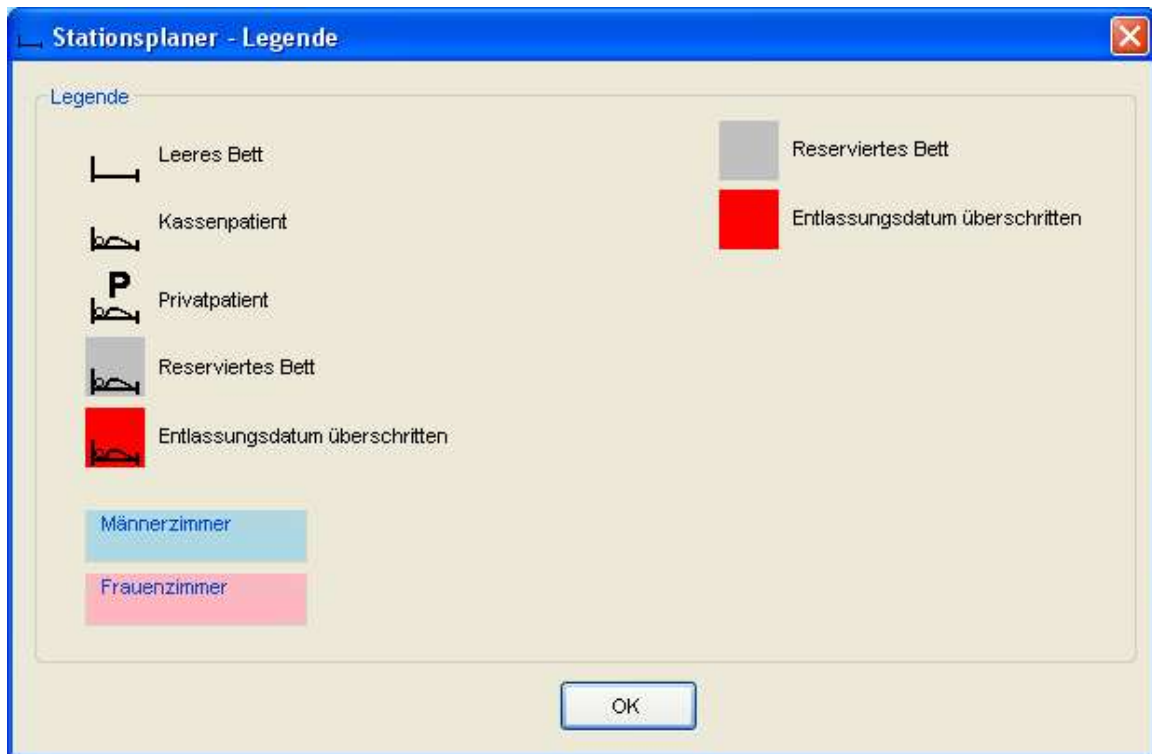 Stationsplaner - Legende
Legende
Leeres Bett
Kassenpatient
P
Privatpatient
Reserviertes Bett
Entlassungsdatum überschritten
Männerzimmer
Frauenzimmer
Reserviertes Bett
Entlassungsdatum überschritten
OK